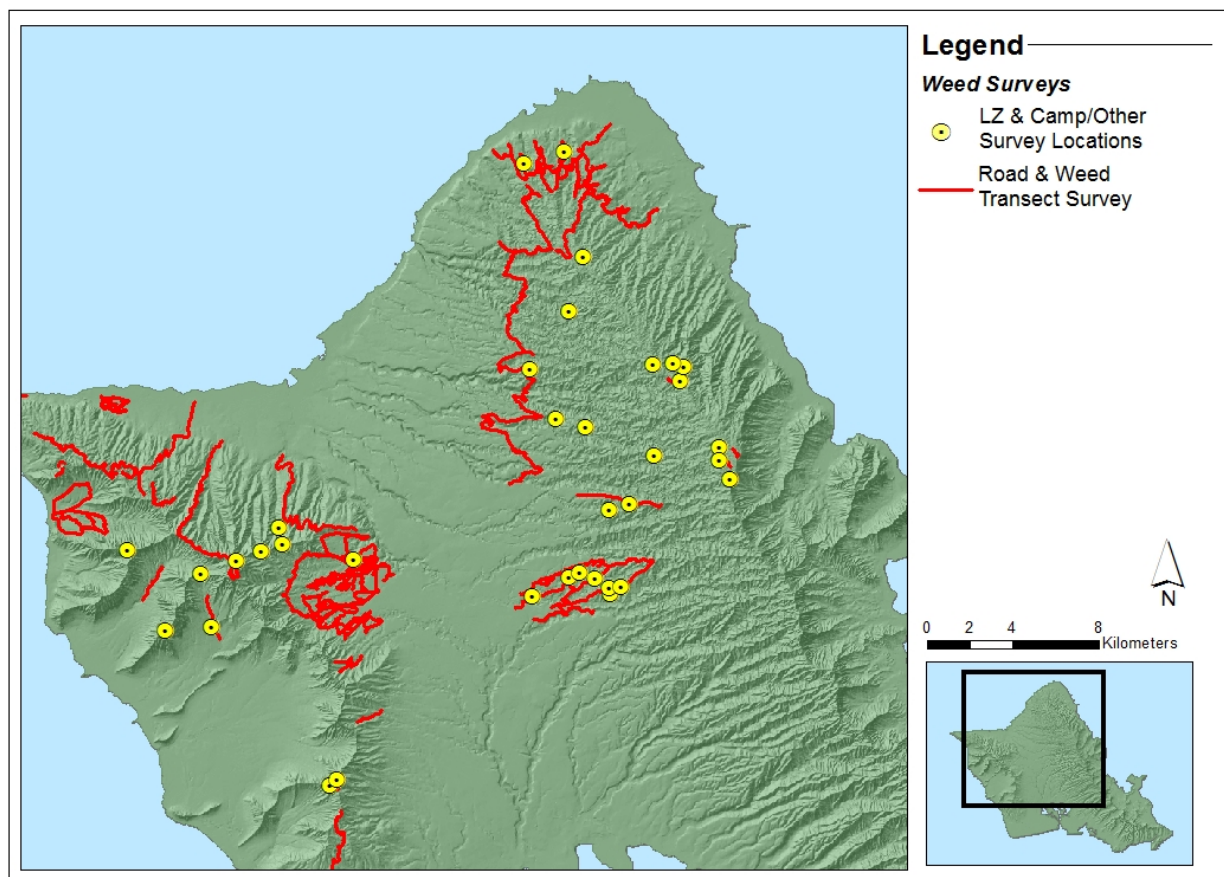 Legend
Weed Surveys
LZ & Camp/Other
Survey Locations
Road & Weed
Transect Survey
N
0 2 4 8
Kilometers